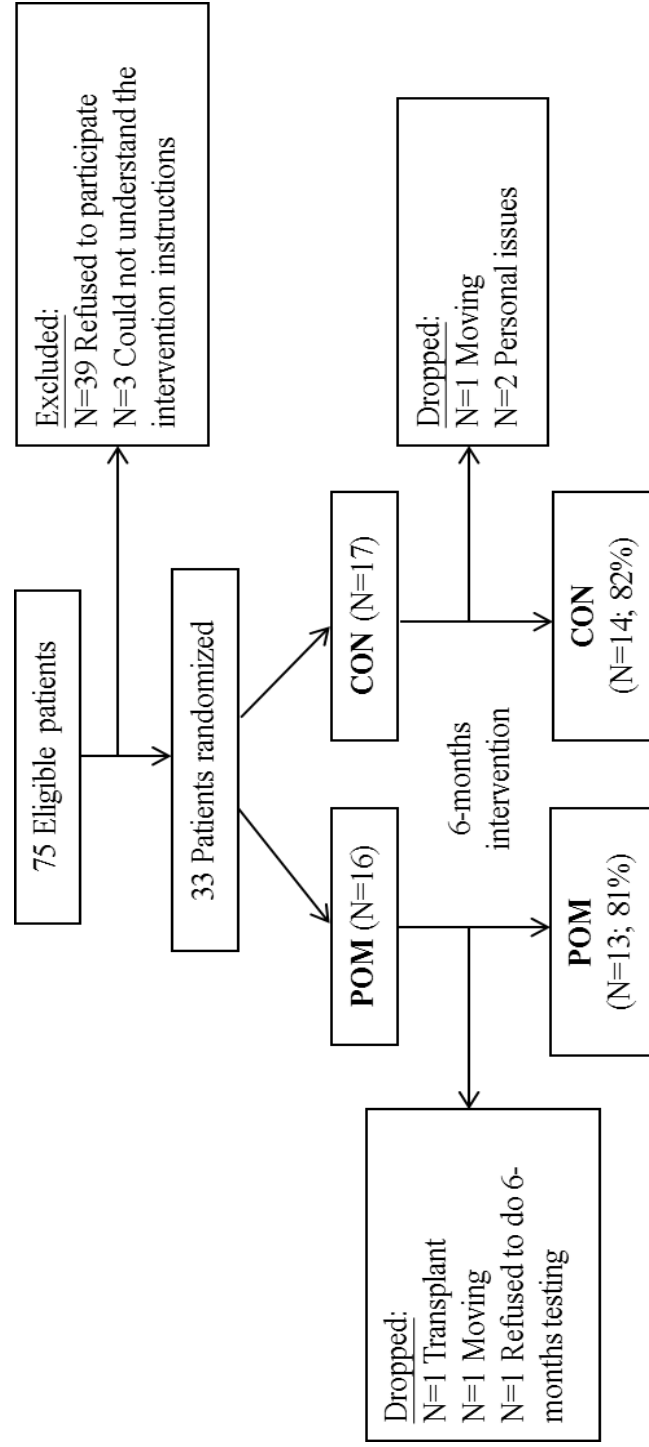 75 Eligible patients
Excluded:
N=39 Refused to participate
N=3 Could not understand the
intervention instructions
33 Patients randomized
POM (N=16)
CON (N=17)
Dropped:
N=1 Transplant
N=1 Moving
N=1 Refused to do 6-
months testing
6-months
intervention
Dropped:
N=1 Moving
N=2 Personal issues
POM
(N=13; 81%)
CON
(N=14; 82%)